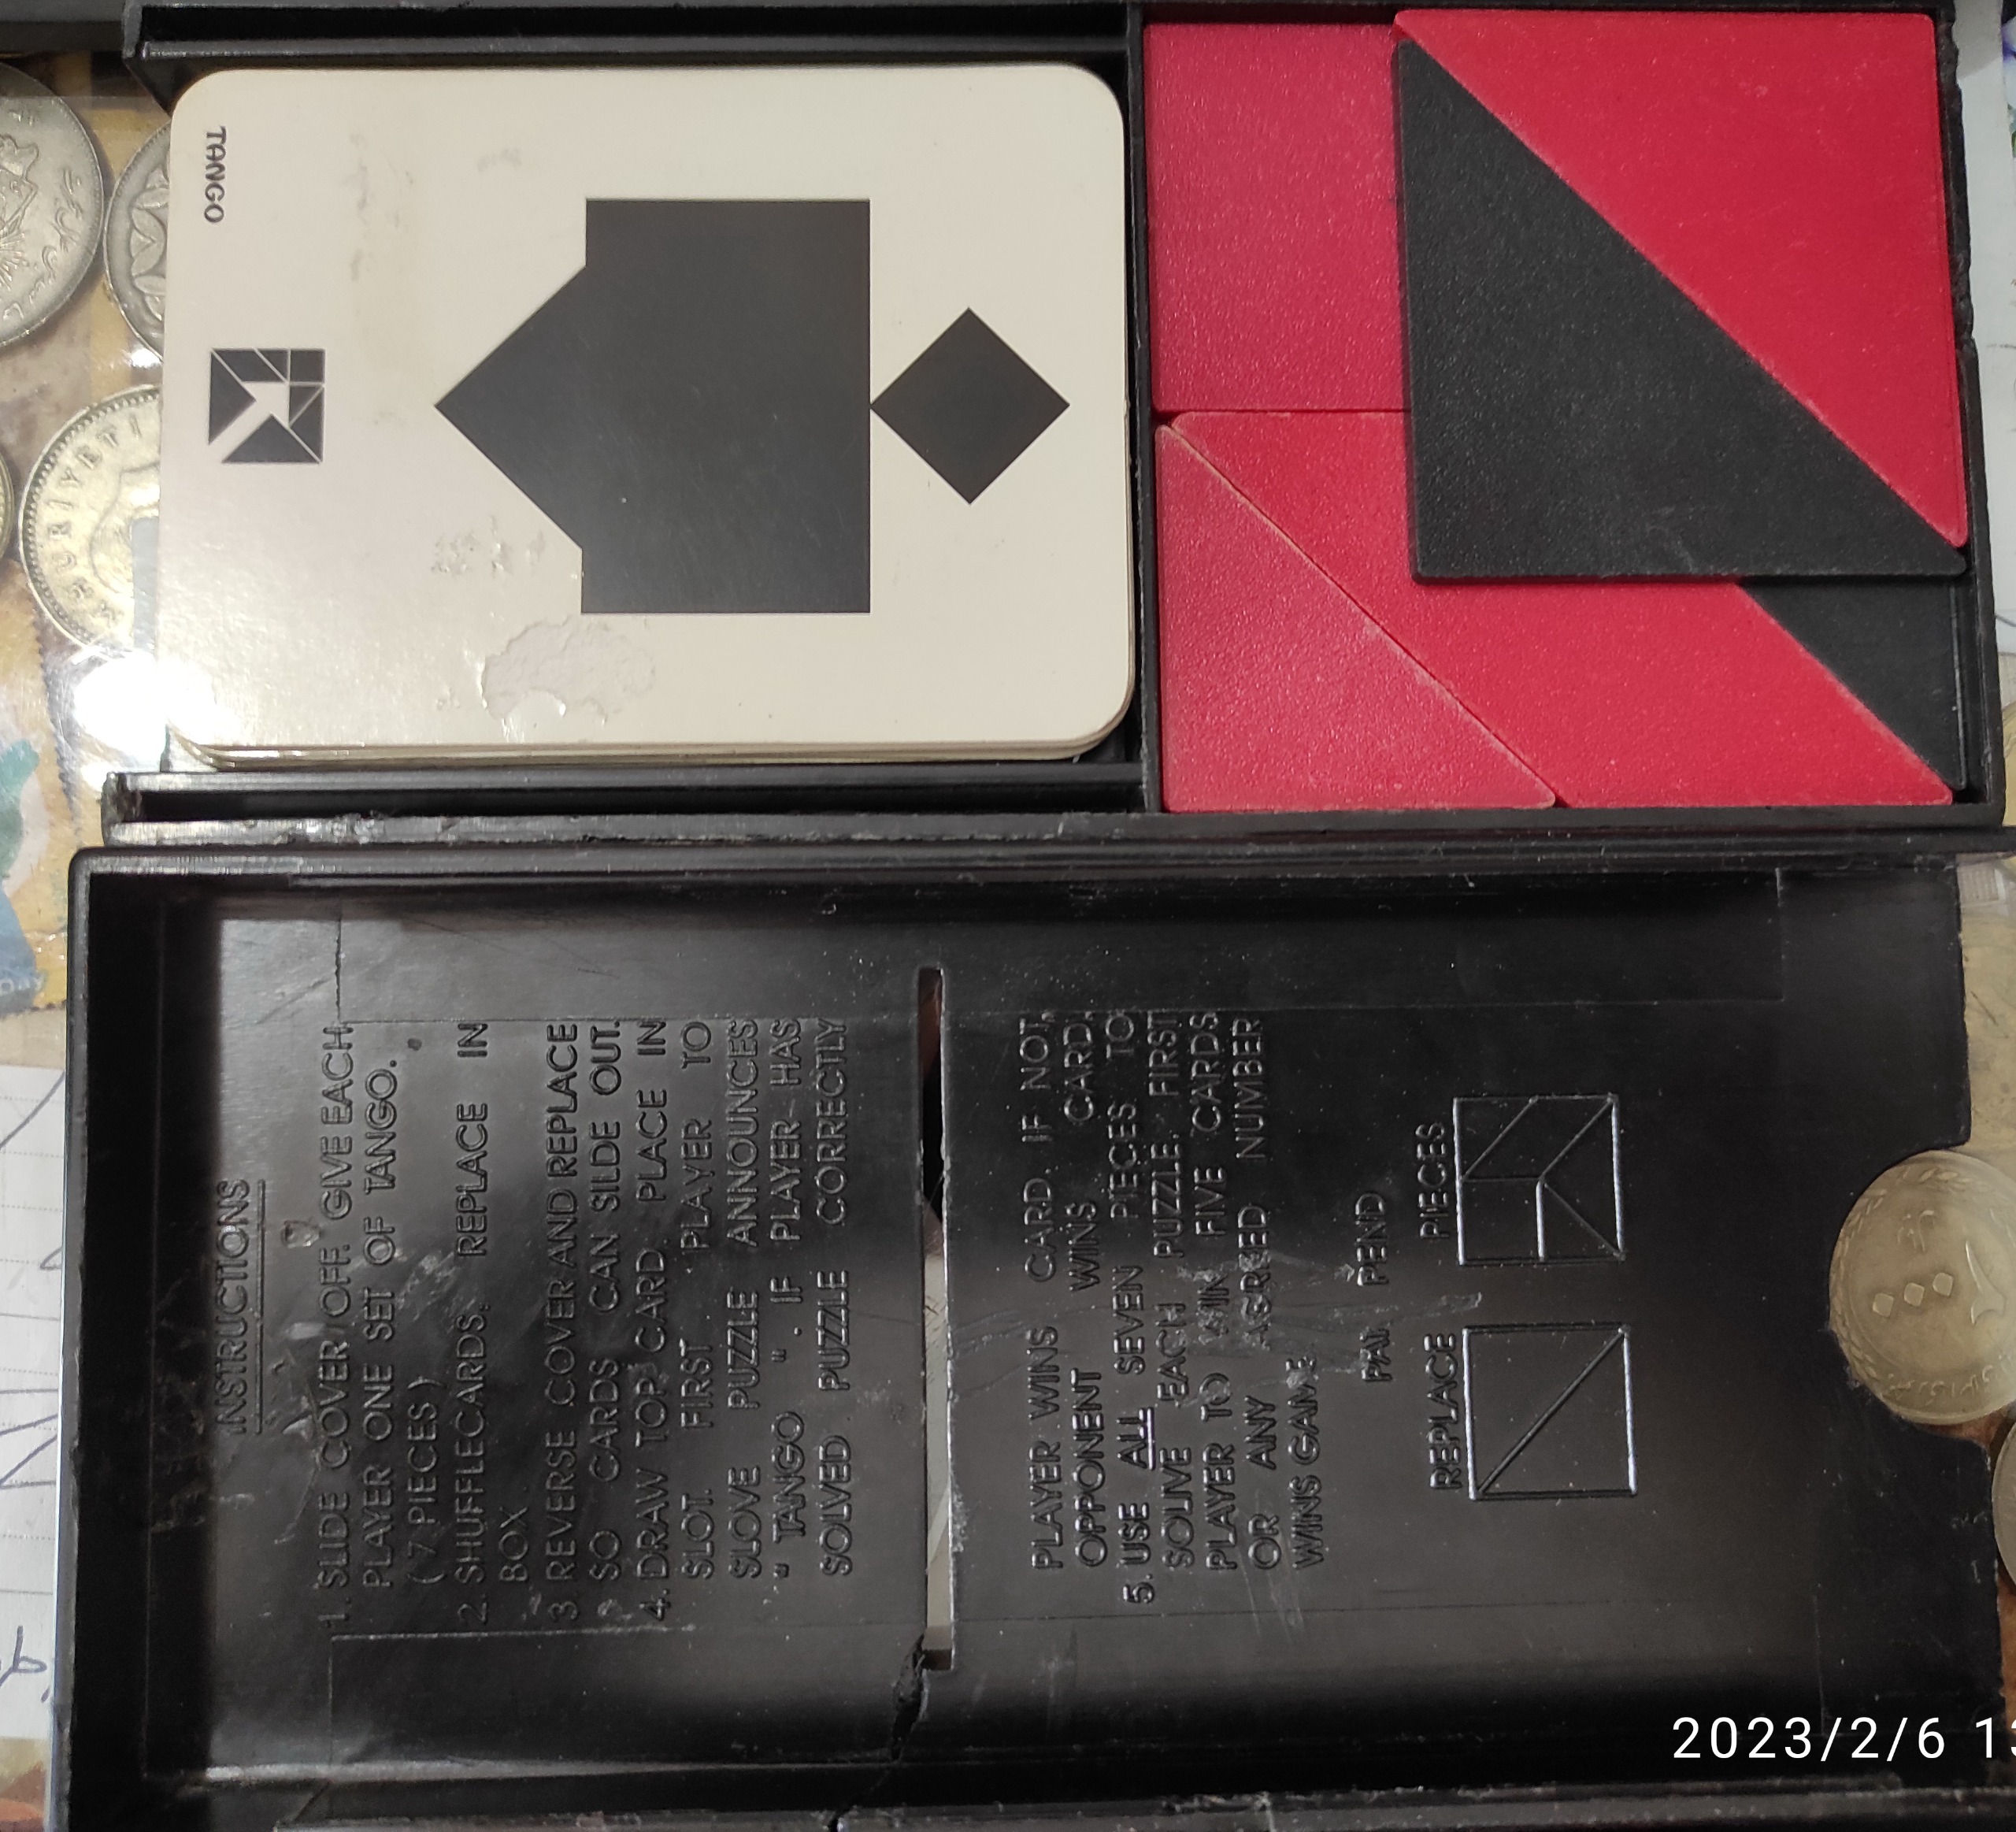 TANGO
INSTRUCTIONS
1. SLIDE COVER OFF. GIVE EACH
PLAYER ONE SET OF TANGO.
( 7 PIECES )
2. SHUFFLECARDS. REPLACE IN
BOX.
3. REVERSE COVER AND REPLACE
SO CARDS CAN SILDE OUT.
4. DRAW TOP CARD. PLACE IN
SLOT. FIRST PLAYER TO
SLOVE PUZZLE ANNOUNCES
" TANGO ". IF PLAYER HAS
SOLVED PUZZLE CORRECTLY
PLAYER WINS CARD. IF NOT,
OPPONENT WINS CARD.
5. USE ALL SEVEN PIECES TO
SOLIVE EACH PUZZLE. FIRST
PLAYER TO WIN FIVE CARDS
OR ANY AGREED NUMBER
WINS GAME
PAT. PEND
REPLACE PIECES
2023/2/6 13